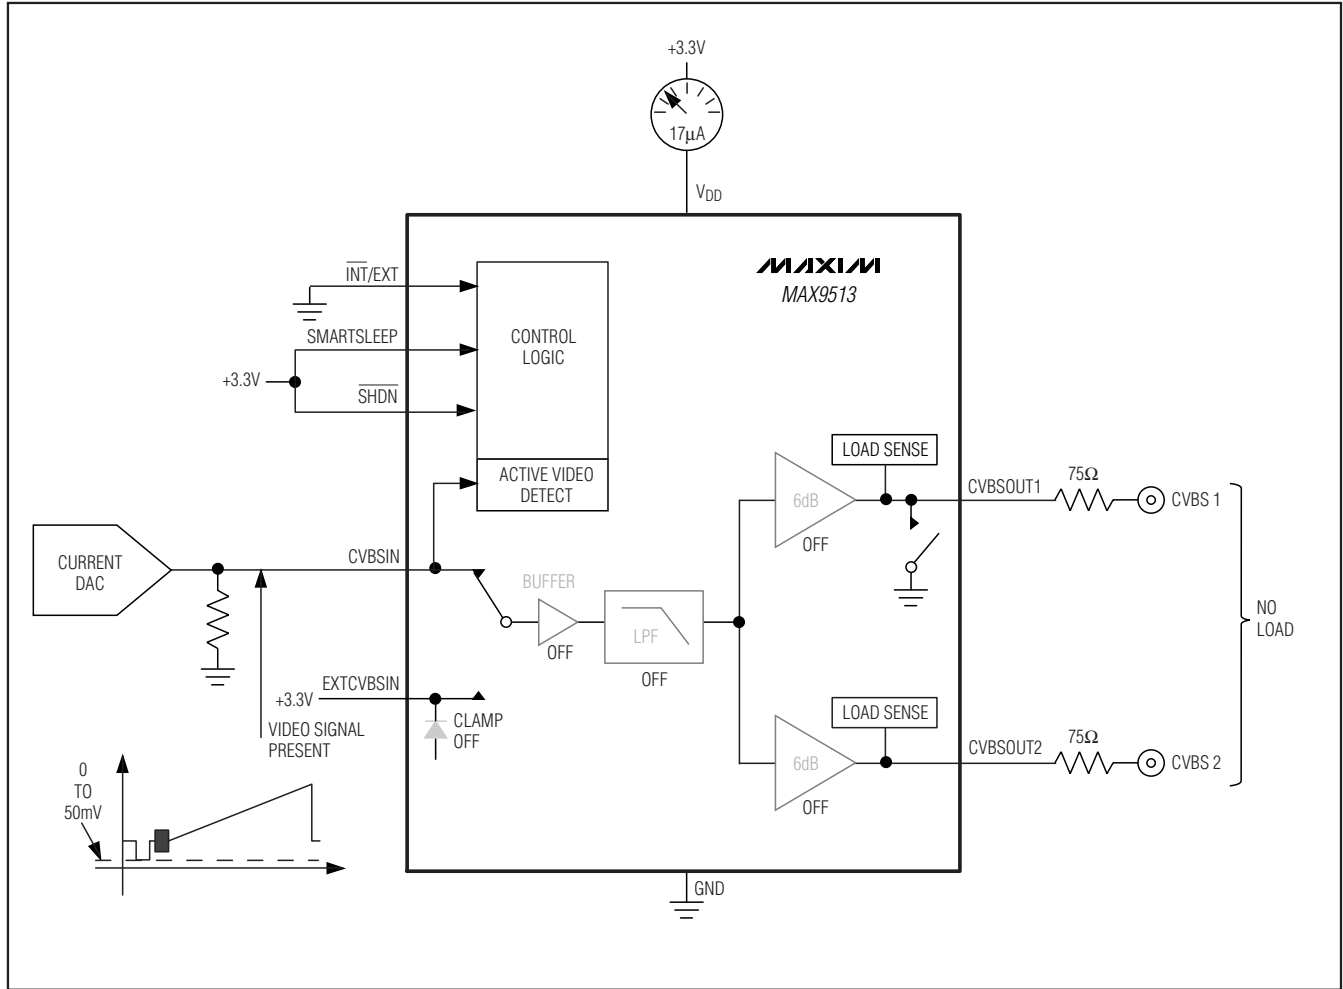 +3.3V
17μA
VDD
MAXIM
MAX9513
INT/EXT
SMARTSLEEP
+3.3V
SHDN
CONTROL
LOGIC
ACTIVE VIDEO
DETECT
LOAD SENSE
6dB
OFF
CVBSOUT1
75Ω
CVBS 1
CURRENT
DAC
CVBSIN
BUFFER
OFF
LPF
OFF
NO
LOAD
+3.3V
EXTCVBSIN
CLAMP
OFF
VIDEO SIGNAL
PRESENT
LOAD SENSE
6dB
OFF
CVBSOUT2
75Ω
CVBS 2
0
TO
50mV
GND